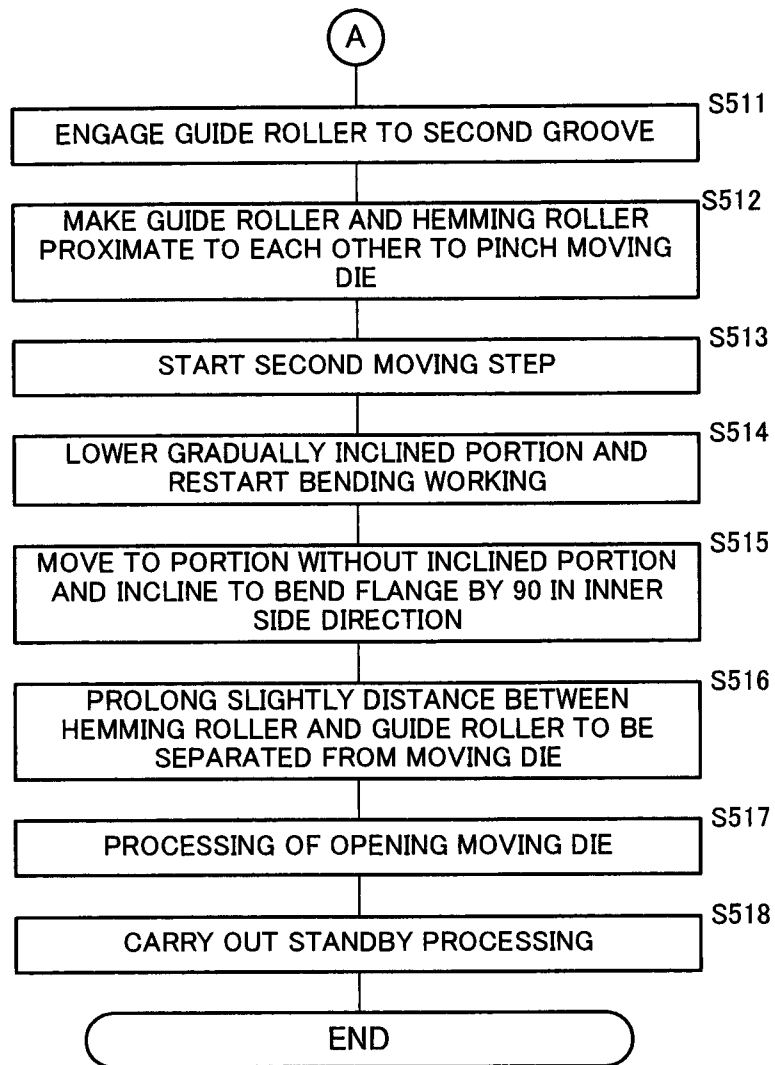 A
S511
ENGAGE GUIDE ROLLER TO SECOND GROOVE
S512
MAKE GUIDE ROLLER AND HEMMING ROLLER
PROXIMATE TO EACH OTHER TO PINCH MOVING
DIE
S513
START SECOND MOVING STEP
S514
LOWER GRADUALLY INCLINED PORTION AND
RESTART BENDING WORKING
S515
MOVE TO PORTION WITHOUT INCLINED PORTION
AND INCLINE TO BEND FLANGE BY 90 IN INNER
SIDE DIRECTION
S516
PROLONG SLIGHTLY DISTANCE BETWEEN
HEMMING ROLLER AND GUIDE ROLLER TO BE
SEPARATED FROM MOVING DIE
S517
PROCESSING OF OPENING MOVING DIE
S518
CARRY OUT STANDBY PROCESSING
END